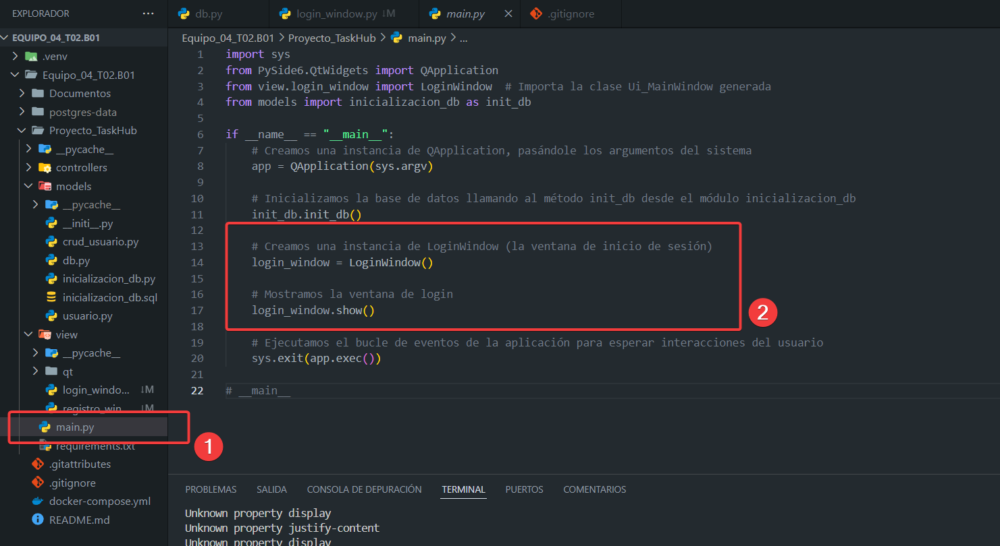 EXPLORADOR ···
EQUIPO_04_T02.B01
.venv
Equipo_04_T02.B01
Documentos
postgres-data
Proyecto_TaskHub
__pycache__
controllers
models
__pycache__
__initi__.py
crud_usuario.py
db.py
inicializacion_db.py
inicializacion_db.sql
usuario.py
view
__pycache__
qt
login_windo... ↓M
registro_win ↓M
main.py
requirements.txt
.gitattributes
.gitignore
docker-compose.yml
README.md
1
db.py
login_window.py ↓M
main.py
.gitignore
Equipo_04_T02.B01 > Proyecto_TaskHub > main.py > ...
1 import sys
2 from PySide6.QtWidgets import QApplication
3 from view.login_window import LoginWindow  # Importa la clase Ui_MainWindow generada
4 from models import inicializacion_db as init_db
5
6 if __name__ == "__main__":
7     # Creamos una instancia de QApplication, pasándole los argumentos del sistema
8     app = QApplication(sys.argv)
9
10     # Inicializamos la base de datos llamando al método init_db desde el módulo inicializacion_db
11     init_db.init_db()
12
13     # Creamos una instancia de LoginWindow (la ventana de inicio de sesión)
14     login_window = LoginWindow()
15
16     # Mostramos la ventana de login
17     login_window.show()
18
19     # Ejecutamos el bucle de eventos de la aplicación para esperar interacciones del usuario
20     sys.exit(app.exec())
21
22 # __main__
2
PROBLEMAS SALIDA CONSOLA DE DEPURACIÓN TERMINAL PUERTOS COMENTARIOS
Unknown property display
Unknown property justify-content
Unknown property display